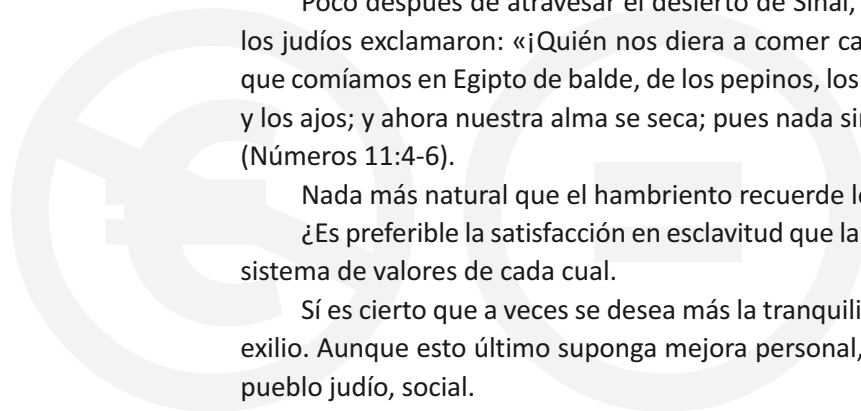 Poco después de atravesar el desierto de Sinaí,
los judíos exclamaron: «¡Quién nos diera a comer ca
que comíamos en Egipto de balde, de los pepinos, los
y los ajos; y ahora nuestra alma se seca; pues nada sin
(Números 11:4-6).
Nada más natural que el hambriento recuerde l
¿Es preferible la satisfacción en esclavitud que la
sistema de valores de cada cual.
Sí es cierto que a veces se desea más la tranquili
exilio. Aunque esto último suponga mejora personal,
pueblo judío, social.